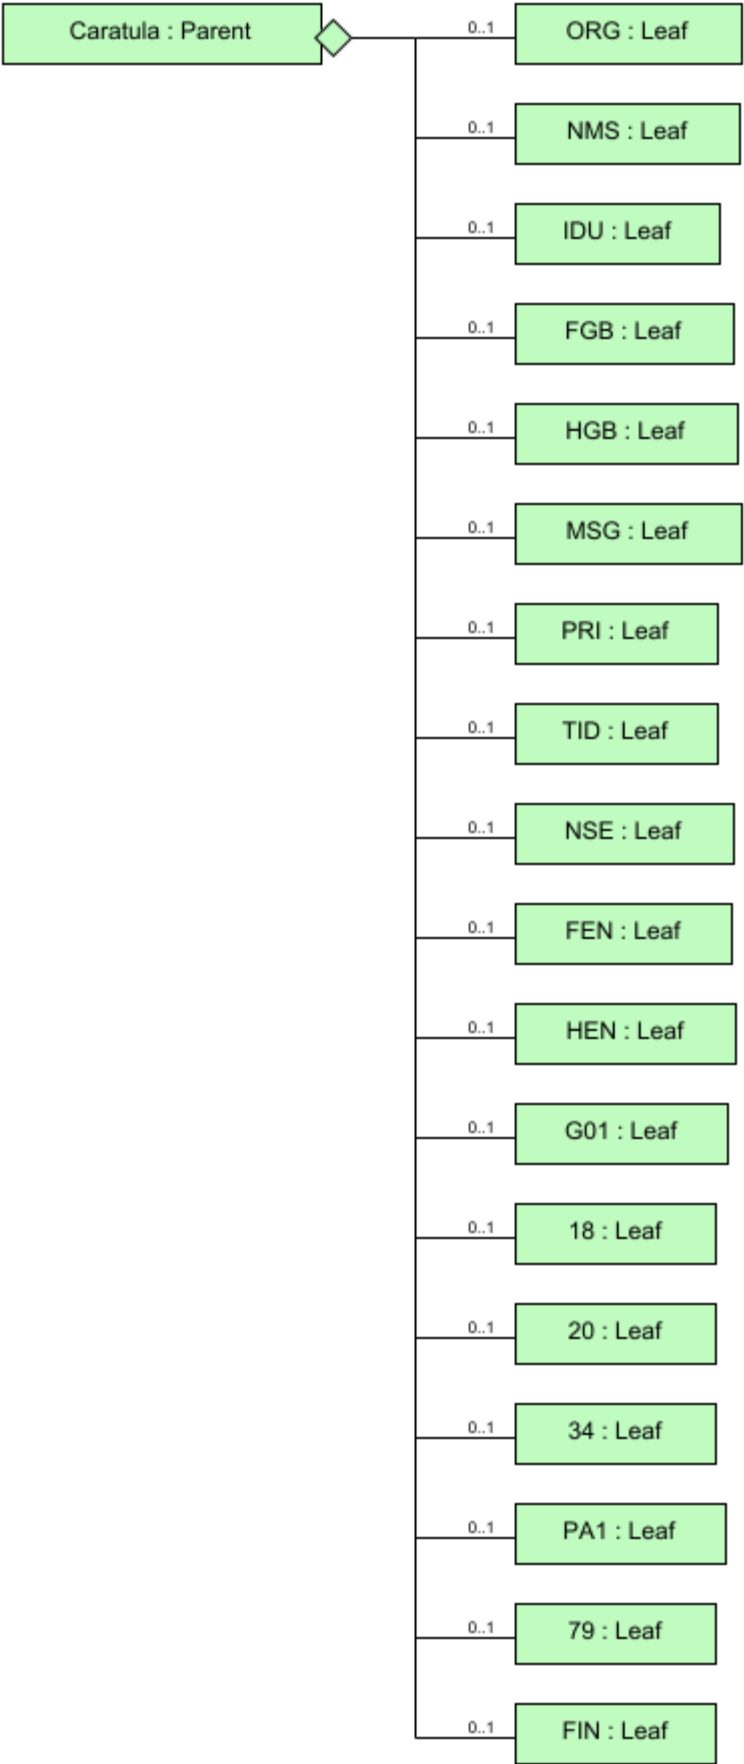 Caratula : Parent
0..1
ORG : Leaf
0..1
NMS : Leaf
0..1
IDU : Leaf
0..1
FGB : Leaf
0..1
HGB : Leaf
0..1
MSG : Leaf
0..1
PRI : Leaf
0..1
TID : Leaf
0..1
NSE : Leaf
0..1
FEN : Leaf
0..1
HEN : Leaf
0..1
G01 : Leaf
0..1
18 : Leaf
0..1
20 : Leaf
0..1
34 : Leaf
0..1
PA1 : Leaf
0..1
79 : Leaf
0..1
FIN : Leaf